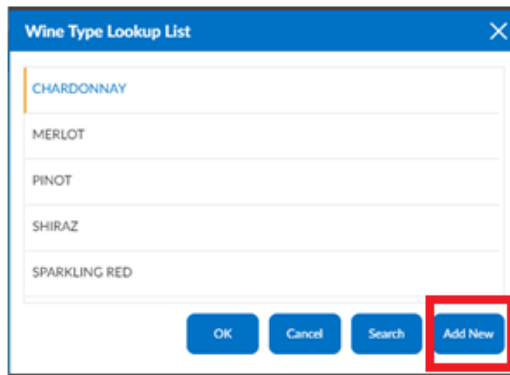 Wine Type Lookup List
CHARDONNAY
MERLOT
PINOT
SHIRAZ
SPARKLING RED
OK Cancel Search Add New